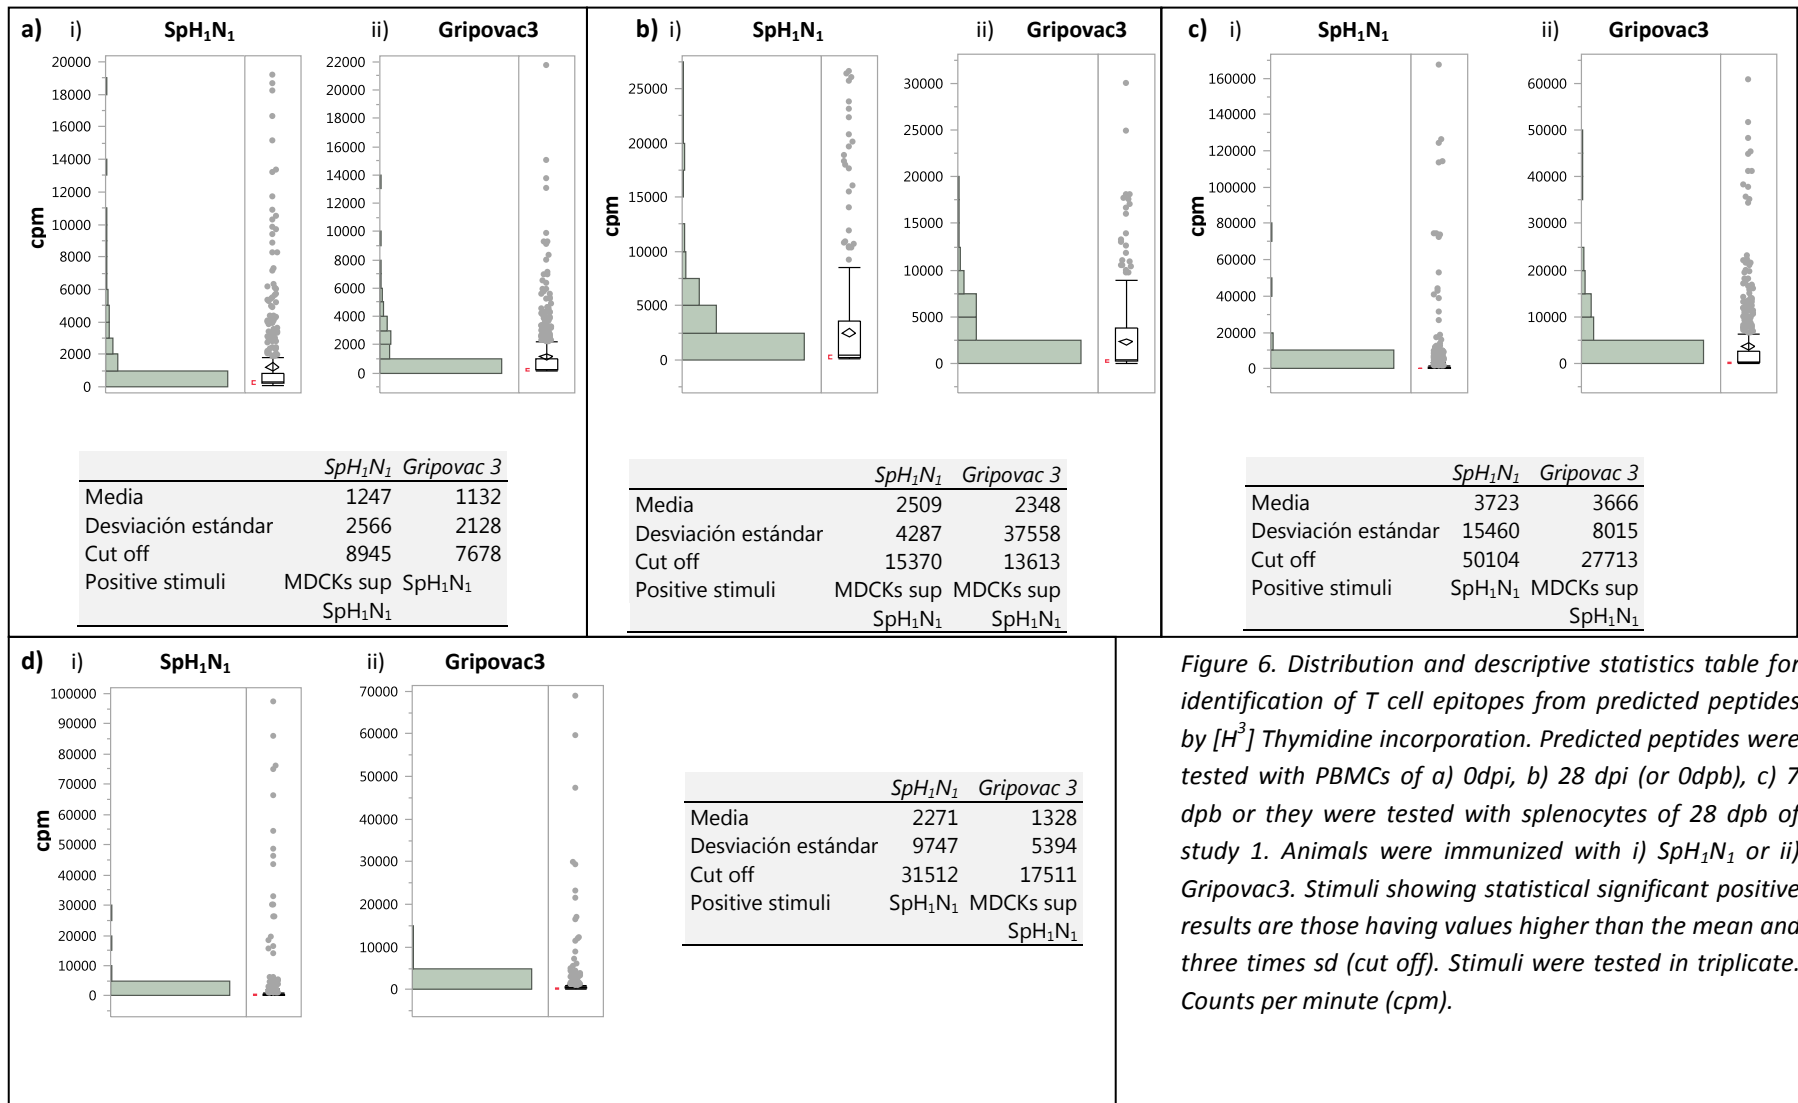 a) i) SpH₁N₁ ii) Gripovac3
20000
18000
16000
14000
12000
10000
8000
6000
4000
2000
0
cpm
22000
20000
18000
16000
14000
12000
10000
8000
6000
4000
2000
0
SpH₁N₁ Gripovac 3
Media 1247 1132
Desviación estándar 2566 2128
Cut off 8945 7678
Positive stimuli MDCKs sup SpH₁N₁
SpH₁N₁
b) i) SpH₁N₁ ii) Gripovac3
25000
20000
15000
10000
5000
0
cpm
30000
25000
20000
15000
10000
5000
0
SpH₁N₁ Gripovac 3
Media 2509 2348
Desviación estándar 4287 37558
Cut off 15370 13613
Positive stimuli MDCKs sup MDCKs sup
SpH₁N₁ SpH₁N₁
c) i) SpH₁N₁ ii) Gripovac3
160000
140000
120000
100000
80000
60000
40000
20000
0
cpm
60000
50000
40000
30000
20000
10000
0
SpH₁N₁ Gripovac 3
Media 3723 3666
Desviación estándar 15460 8015
Cut off 50104 27713
Positive stimuli SpH₁N₁ MDCKs sup
SpH₁N₁
d) i) SpH₁N₁ ii) Gripovac3
100000
90000
80000
70000
60000
50000
40000
30000
20000
10000
0
cpm
70000
60000
50000
40000
30000
20000
10000
0
SpH₁N₁ Gripovac 3
Media 2271 1328
Desviación estándar 9747 5394
Cut off 31512 17511
Positive stimuli SpH₁N₁ MDCKs sup
SpH₁N₁
Figure 6. Distribution and descriptive statistics table for
identification of T cell epitopes from predicted peptides
by [H³] Thymidine incorporation. Predicted peptides were
tested with PBMCs of a) 0dpi, b) 28 dpi (or 0dpb), c) 7
dpb or they were tested with splenocytes of 28 dpb of
study 1. Animals were immunized with i) SpH₁N₁ or ii)
Gripovac3. Stimuli showing statistical significant positive
results are those having values higher than the mean and
three times sd (cut off). Stimuli were tested in triplicate.
Counts per minute (cpm).